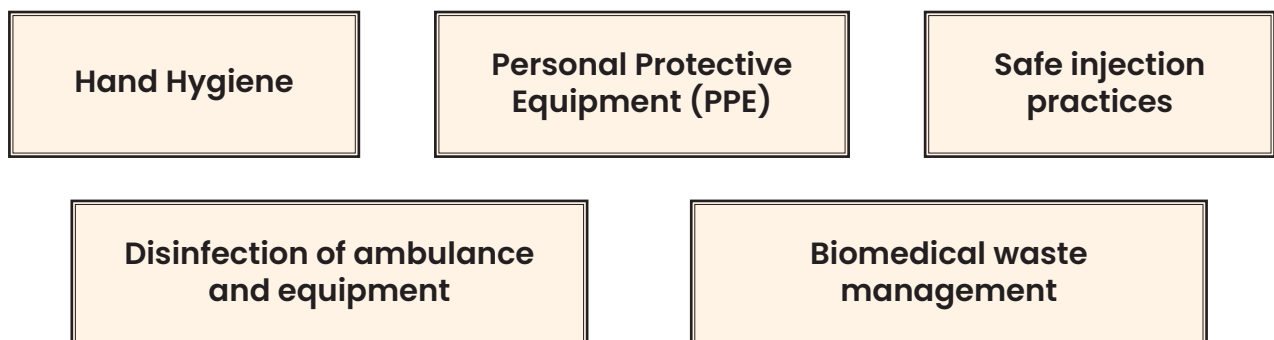 Hand Hygiene
Personal Protective
Equipment (PPE)
Safe injection
practices
Disinfection of ambulance
and equipment
Biomedical waste
management